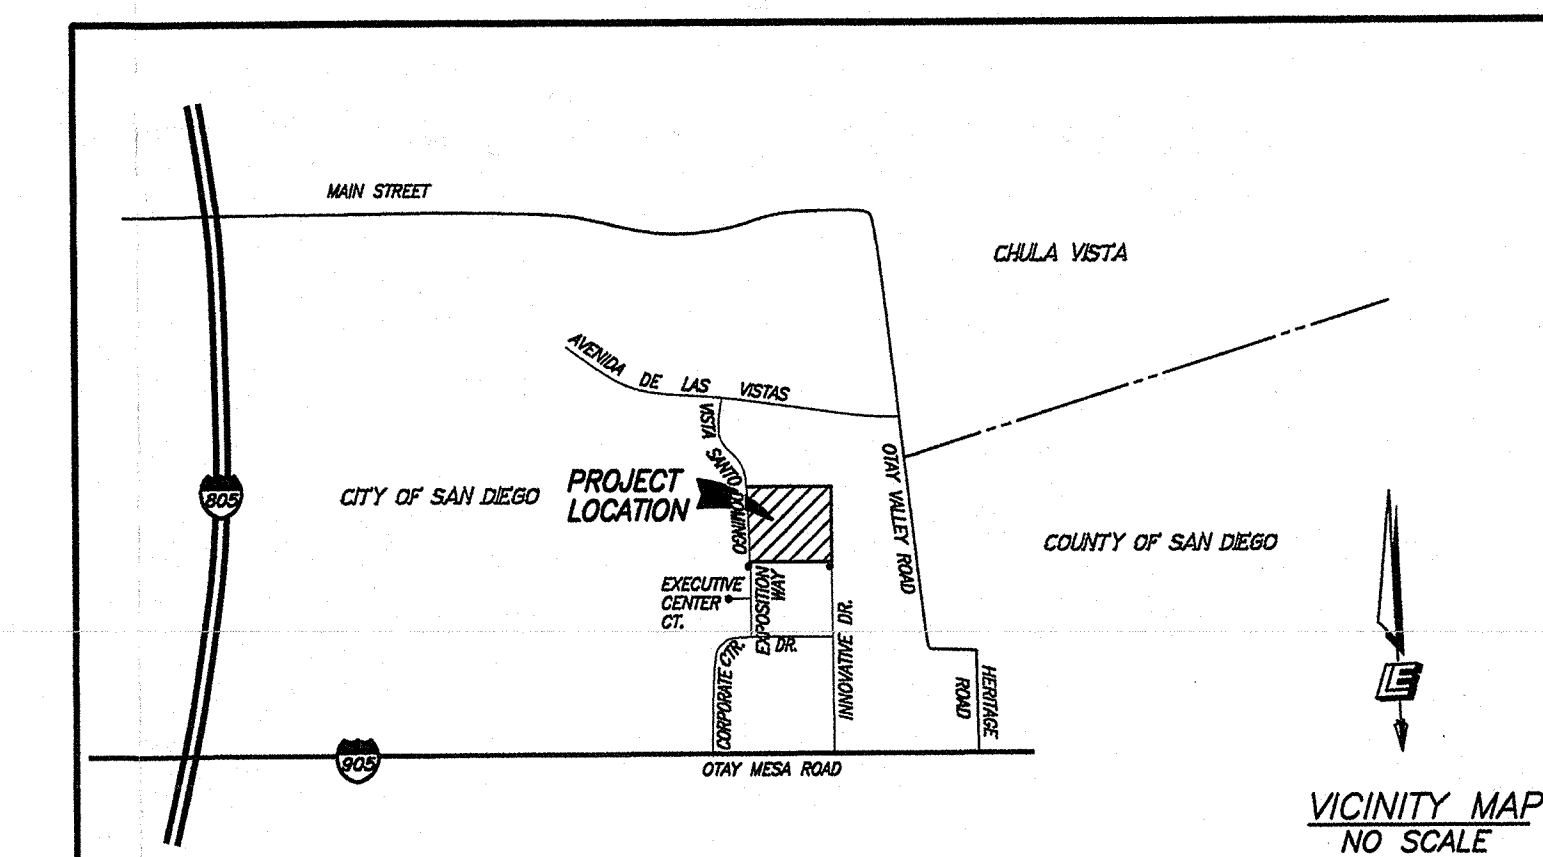 MAIN STREET
CHULA VISTA
AVENIDA DE LAS VISTAS
VISTA SANTO DOMINGO
OTAY VALLEY ROAD
805
CITY OF SAN DIEGO
PROJECT
LOCATION
COUNTY OF SAN DIEGO
EXECUTIVE
CENTER
CT.
EXPOSITION
WAY
CORPORATE CTR. DR.
INNOVATIVE DR.
HERITAGE
ROAD
905
OTAY MESA ROAD
VICINITY MAP
NO SCALE